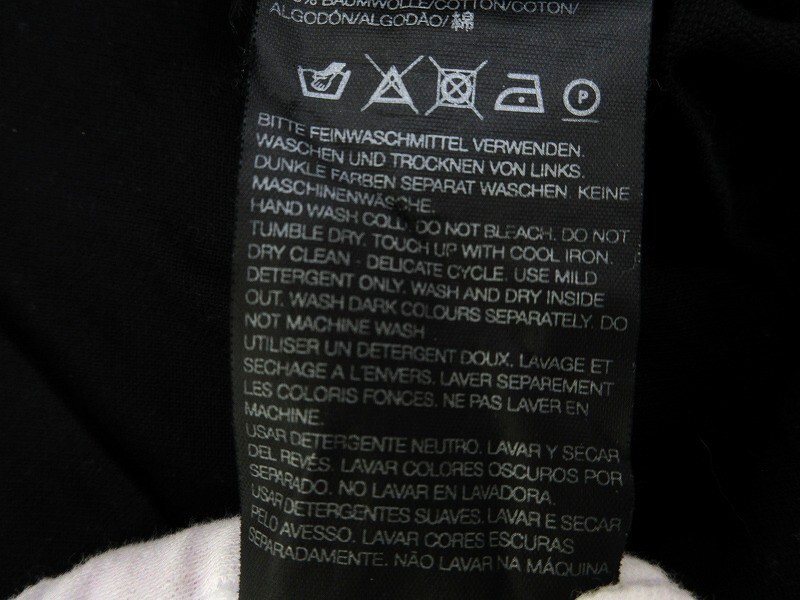 % BAUMWOLLE/COTTON/COTON/
ALGODÓN/ALGODÃO/綿
P
BITTE FEINWASCHMITTEL VERWENDEN.
WASCHEN UND TROCKNEN VON LINKS.
DUNKLE FARBEN SEPARAT WASCHEN. KEINE
MASCHINENWÄSCHE.
HAND WASH COLD. DO NOT BLEACH. DO NOT
TUMBLE DRY. TOUCH UP WITH COOL IRON.
DRY CLEAN - DELICATE CYCLE. USE MILD
DETERGENT ONLY. WASH AND DRY INSIDE
OUT. WASH DARK COLOURS SEPARATELY. DO
NOT MACHINE WASH
UTILISER UN DETERGENT DOUX. LAVAGE ET
SECHAGE A L'ENVERS. LAVER SEPAREMENT
LES COLORIS FONCES. NE PAS LAVER EN
MACHINE.
USAR DETERGENTE NEUTRO. LAVAR Y SECAR
DEL REVÉS. LAVAR COLORES OSCUROS POR
SEPARADO. NO LAVAR EN LAVADORA.
USAR DETERGENTES SUAVES. LAVAR E SECAR
PELO AVESSO. LAVAR CORES ESCURAS
SEPARADAMENTE. NÃO LAVAR NA MÁQUINA